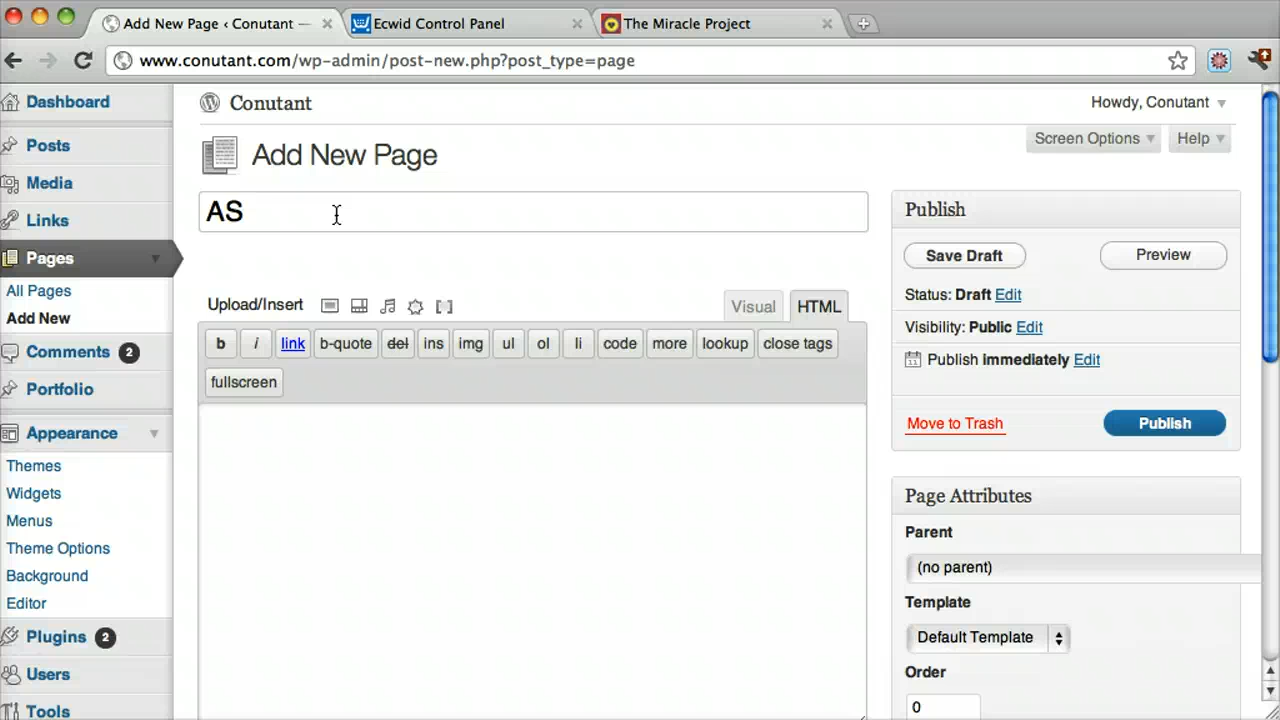 Add New Page ‹ Conutant —
Ecwid Control Panel
The Miracle Project
www.conutant.com/wp-admin/post-new.php?post_type=page
Dashboard
Posts
Media
Links
Pages
All Pages
Add New
Comments 2
Portfolio
Appearance
Themes
Widgets
Menus
Theme Options
Background
Editor
Plugins 2
Users
Tools
Conutant
Howdy, Conutant
Screen Options
Help
Add New Page
AS
Upload/Insert
Visual
HTML
b i link b-quote del ins img ul ol li code more lookup close tags
fullscreen
Publish
Save Draft
Preview
Status: Draft Edit
Visibility: Public Edit
Publish immediately Edit
Move to Trash
Publish
Page Attributes
Parent
(no parent)
Template
Default Template
Order
0